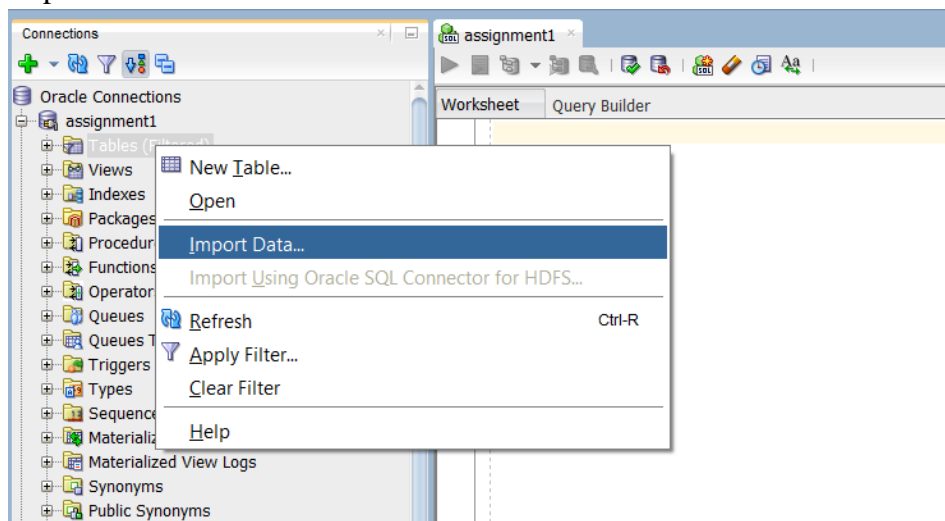 Connections
assignment1
Oracle Connections
assignment1
Worksheet Query Builder
Tables (Filtered)
Views
Indexes
Packages
Procedur
Functions
Operator
Queues
Queues T
Triggers
Types
Sequence
Materializ
Materialized View Logs
Synonyms
Public Synonyms
New Table...
Open
Import Data...
Import Using Oracle SQL Connector for HDFS...
Refresh Ctrl-R
Apply Filter...
Clear Filter
Help